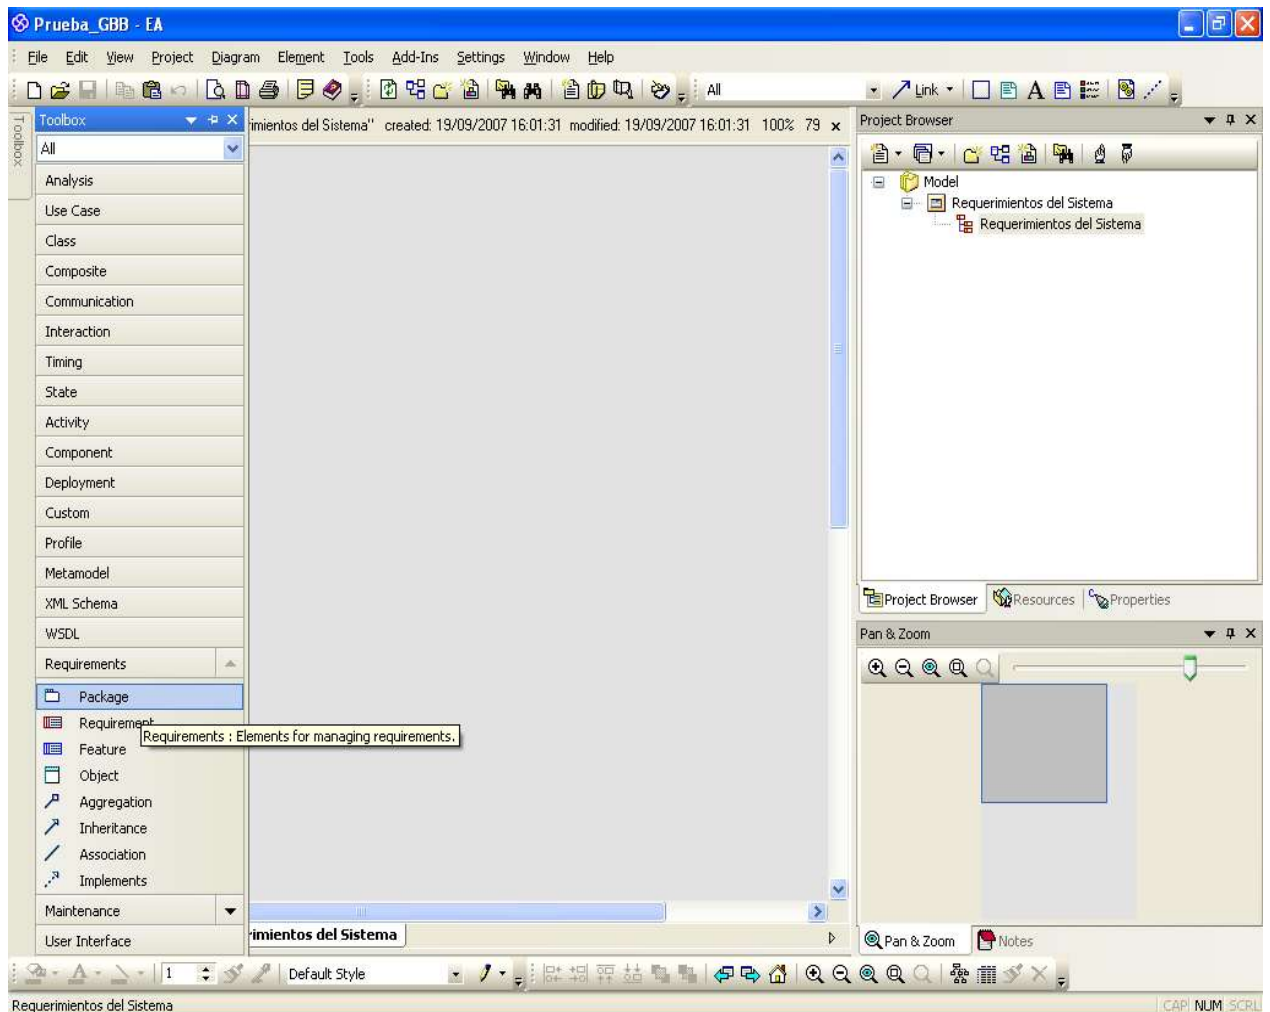 Prueba_GBB - EA
File Edit View Project Diagram Element Tools Add-Ins Settings Window Help
All
Link
A
Toolbox
Toolbox
imientos del Sistema" created: 19/09/2007 16:01:31 modified: 19/09/2007 16:01:31 100% 79
All
Analysis
Use Case
Class
Composite
Communication
Interaction
Timing
State
Activity
Component
Deployment
Custom
Profile
Metamodel
XML Schema
WSDL
Requirements
Package
Requirement
Requirements : Elements for managing requirements.
Feature
Object
Aggregation
Inheritance
Association
Implements
Maintenance
User Interface
imientos del Sistema
Project Browser
Model
Requerimientos del Sistema
Requerimientos del Sistema
Project Browser Resources Properties
Pan & Zoom
Pan & Zoom Notes
A 1 Default Style
Requerimientos del Sistema
CAP NUM SCRL